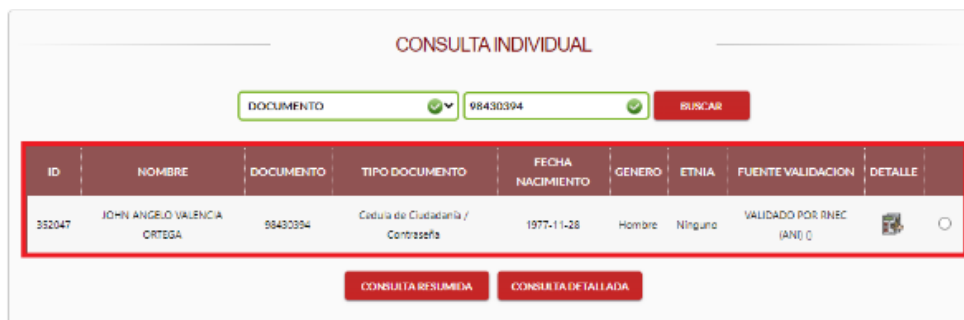 CONSULTA INDIVIDUAL
DOCUMENTO 98430394 BUSCAR
ID NOMBRE DOCUMENTO TIPO DOCUMENTO FECHA NACIMIENTO GENERO ETNIA FUENTE VALIDACION DETALLE
352047 JOHN ANGELO VALENCIA ORTEGA 98430394 Cedula de Ciudadanía / Contraseña 1977-11-28 Hombre Ninguno VALIDADO POR RNEC (ANI) ()
CONSULTA RESUMIDA CONSULTA DETALLADA